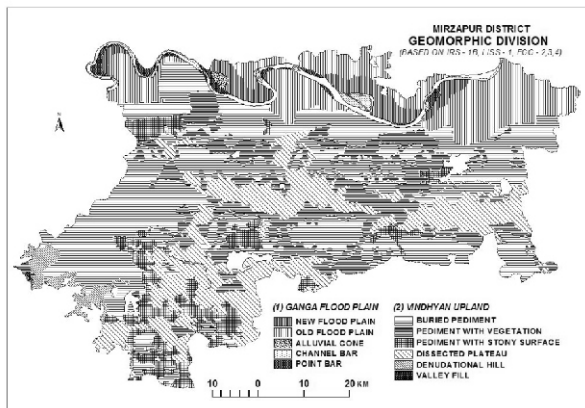 MIRZAPUR DISTRICT
GEOMORPHIC DIVISION
(BASED ON IRS - 1B, LISS - 1, FCC - 2,3,4)
N
(1) GANGA FLOOD PLAIN
NEW FLOOD PLAIN
OLD FLOOD PLAIN
ALLUVIAL CONE
CHANNEL BAR
POINT BAR
(2) VINDHYAN UPLAND
BURIED PEDIMENT
PEDIMENT WITH VEGETATION
PEDIMENT WITH STONY SURFACE
DISSECTED PLATEAU
DENUDATIONAL HILL
VALLEY FILL
10 0 10 20 KM